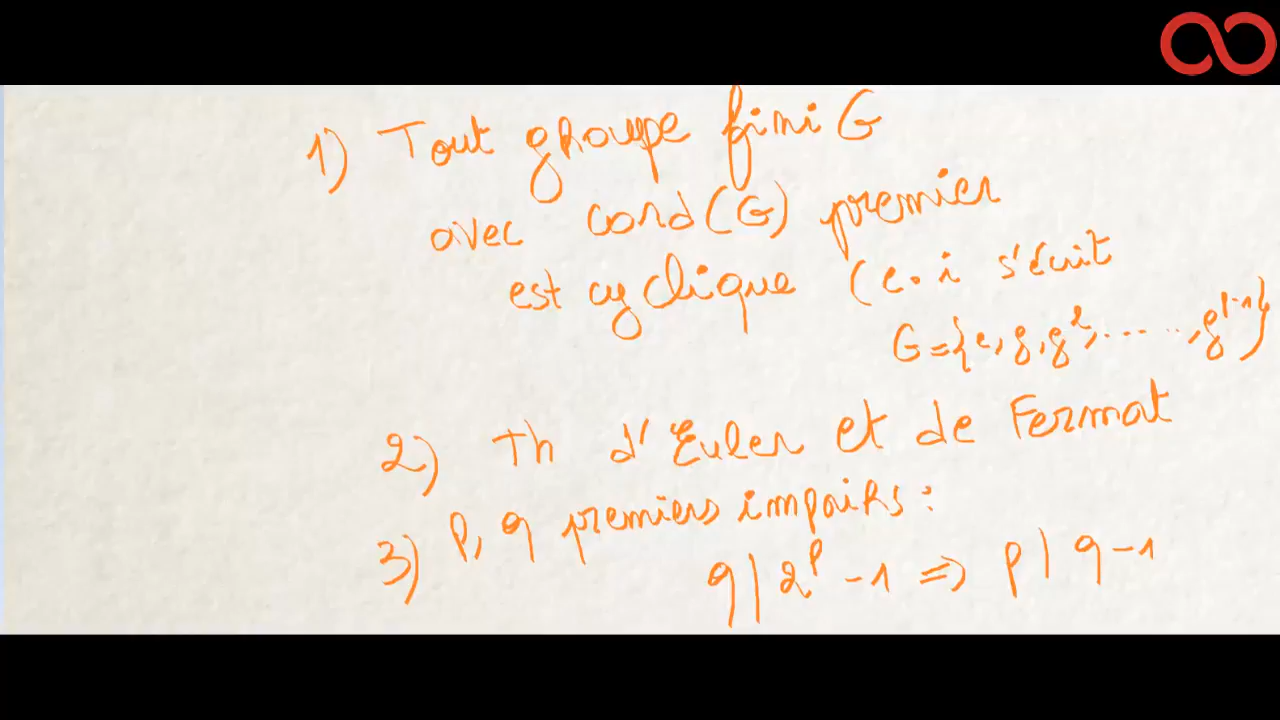 1) Tout groupe fini G
avec card(G) premier
est cyclique (c.i s'écrit
G={e,g,g²,......,g^{p-1}}
2) Th d'Euler et de Fermat
3) p, q premiers impairs :
q | 2^p -1 => p | q -1